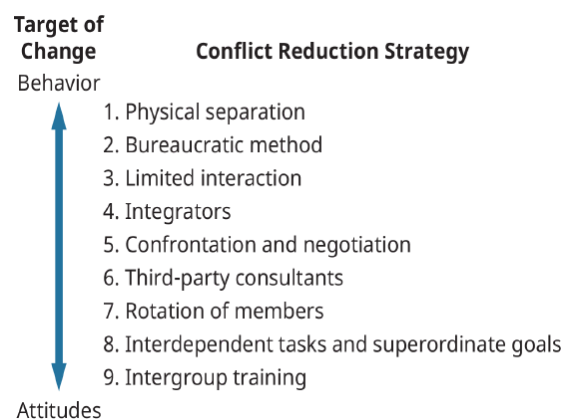 Target of
Change
Conflict Reduction Strategy
Behavior
1. Physical separation
2. Bureaucratic method
3. Limited interaction
4. Integrators
5. Confrontation and negotiation
6. Third-party consultants
7. Rotation of members
8. Interdependent tasks and superordinate goals
9. Intergroup training
Attitudes